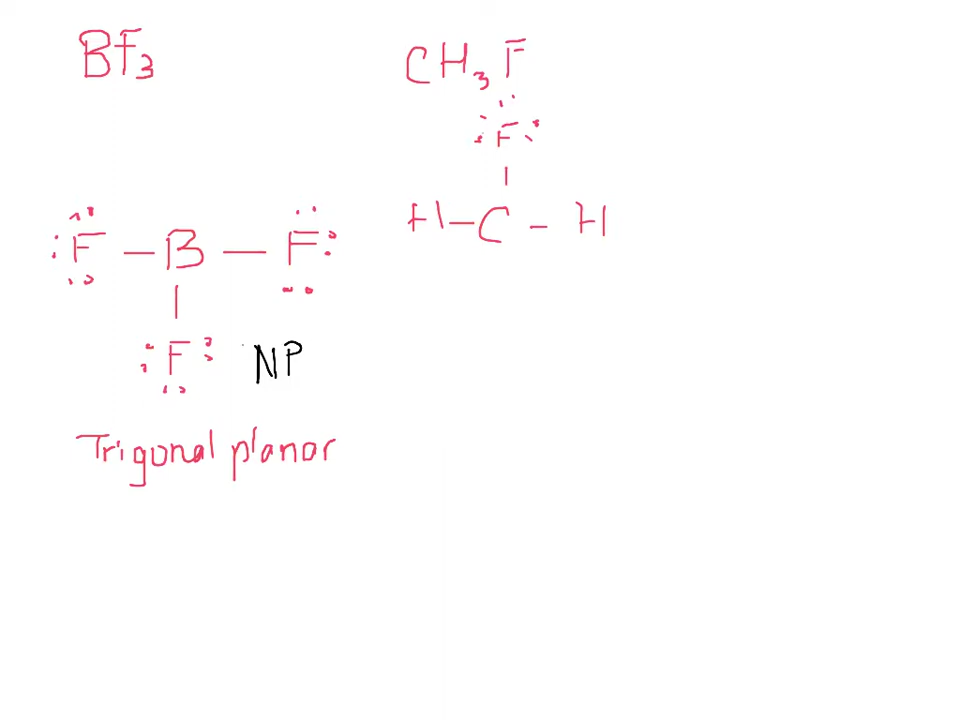 Bf3
CH3F
F
F — B — F
H — C — H
F
NP
Trigonal planar